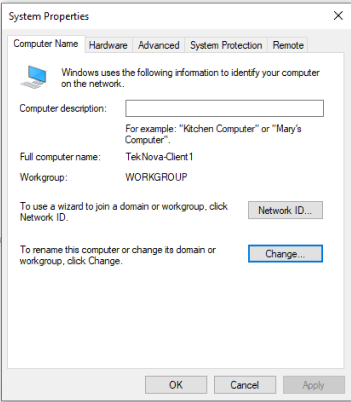 System Properties
Computer Name Hardware Advanced System Protection Remote
Windows uses the following information to identify your computer
on the network.
Computer description:
For example: "Kitchen Computer" or "Mary's
Computer".
Full computer name: TekNova-Client1
Workgroup: WORKGROUP
To use a wizard to join a domain or workgroup, click
Network ID.
Network ID...
To rename this computer or change its domain or
workgroup, click Change.
Change...
OK Cancel Apply